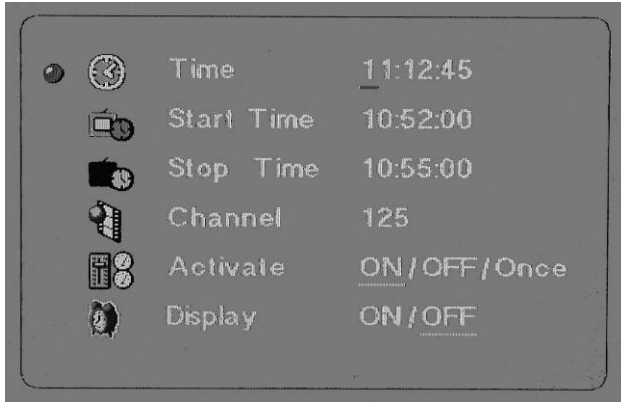 Time 11:12:45
Start Time 10:52:00
Stop Time 10:55:00
Channel 125
Activate ON/OFF/Once
Display ON/OFF